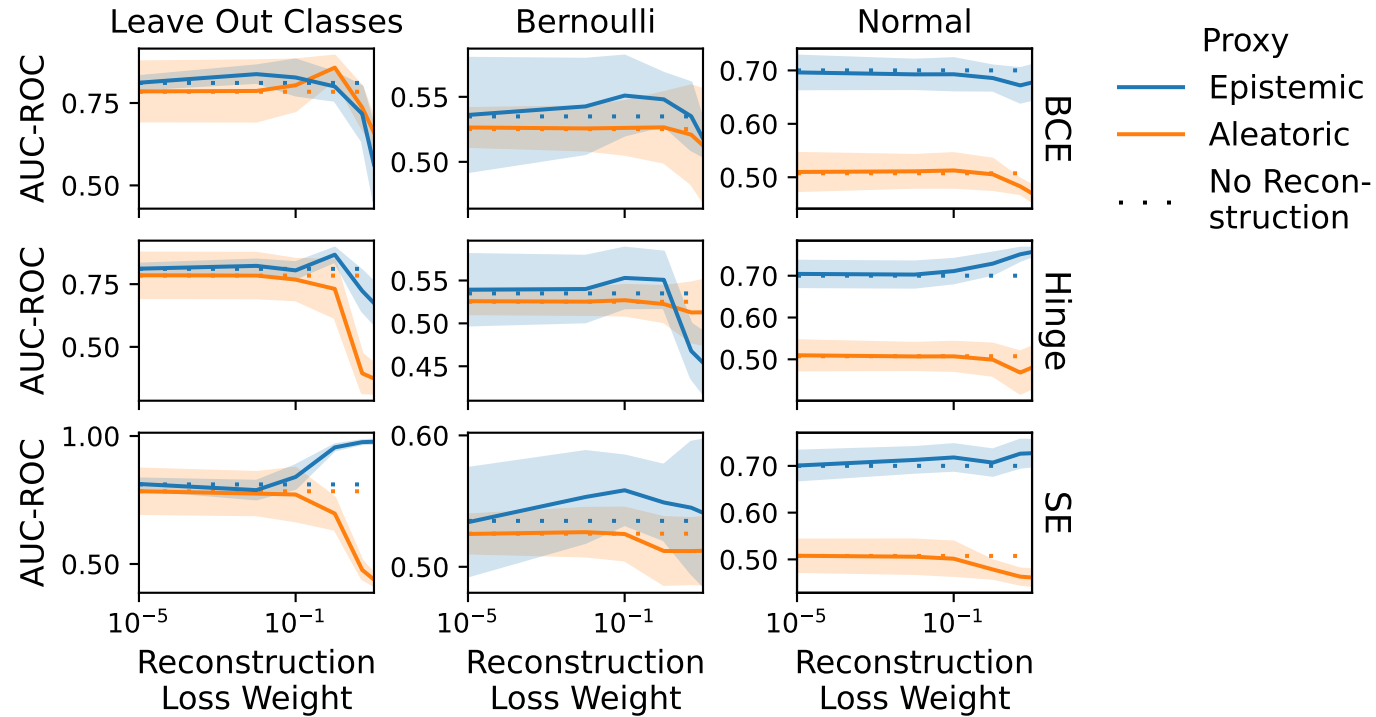 Leave Out Classes Bernoulli Normal
Proxy
Epistemic
Aleatoric
No Recon-
struction
AUC-ROC 0.75 0.50
0.55 0.50
0.70 0.60 0.50
BCE
AUC-ROC 0.75 0.50
0.55 0.50 0.45
0.70 0.60 0.50
Hinge
AUC-ROC 1.00 0.50
0.60 0.50
0.70 0.60 0.50
SE
10⁻⁵ 10⁻¹ 10⁻⁵ 10⁻¹ 10⁻⁵ 10⁻¹
Reconstruction Reconstruction Reconstruction
Loss Weight Loss Weight Loss Weight